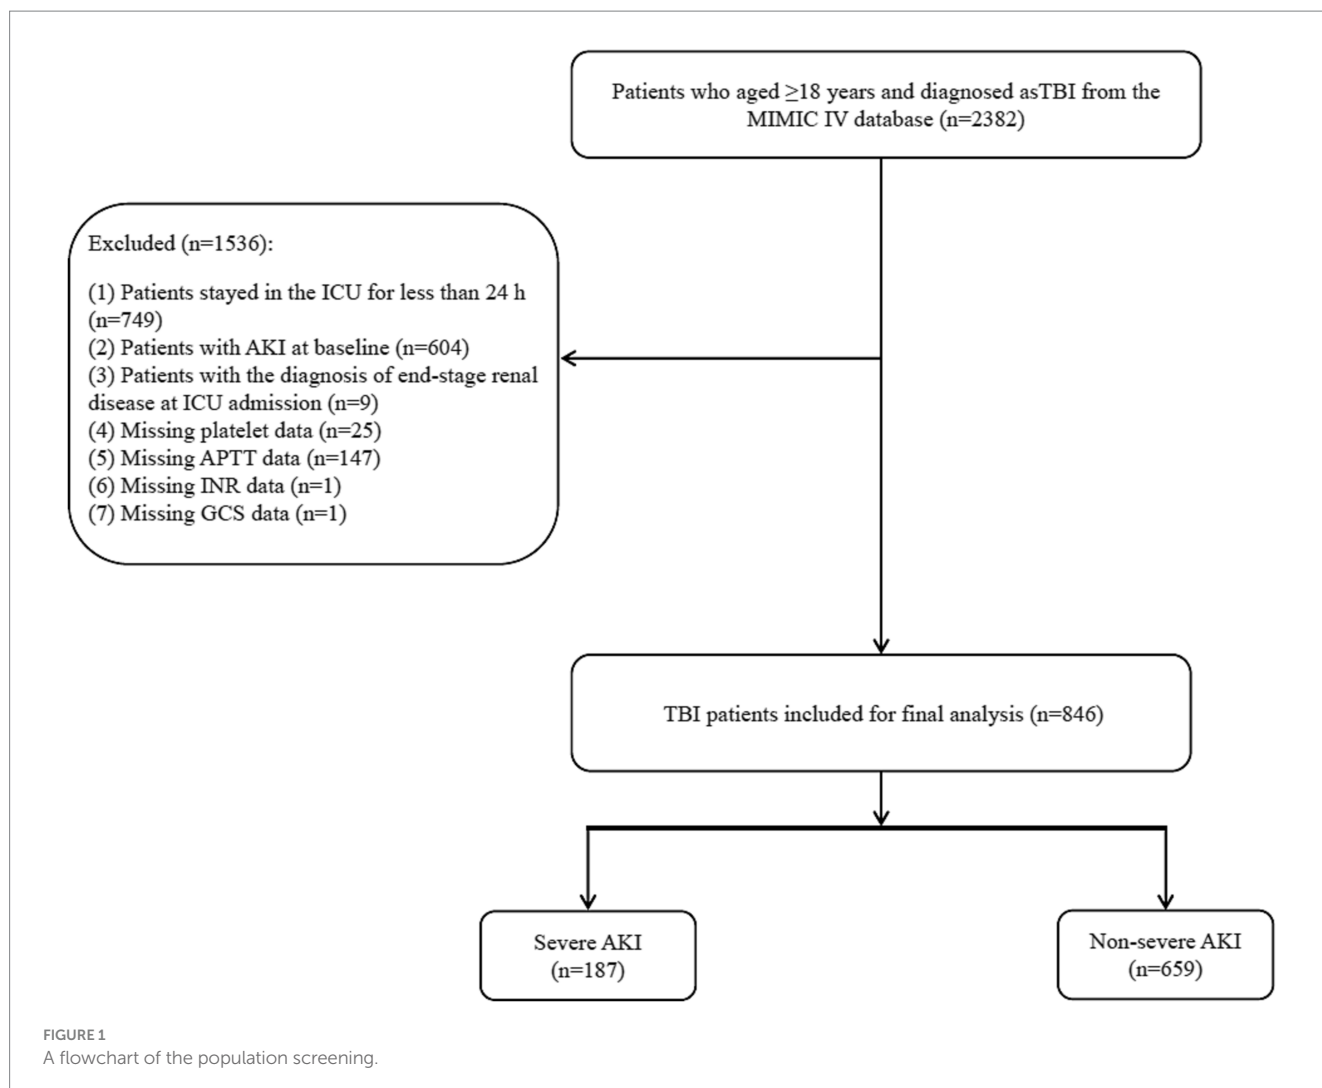 Patients who aged ≥18 years and diagnosed asTBI from the
MIMIC IV database (n=2382)
Excluded (n=1536):
(1) Patients stayed in the ICU for less than 24 h
(n=749)
(2) Patients with AKI at baseline (n=604)
(3) Patients with the diagnosis of end-stage renal
disease at ICU admission (n=9)
(4) Missing platelet data (n=25)
(5) Missing APTT data (n=147)
(6) Missing INR data (n=1)
(7) Missing GCS data (n=1)
TBI patients included for final analysis (n=846)
Severe AKI
(n=187)
Non-severe AKI
(n=659)
FIGURE 1
A flowchart of the population screening.